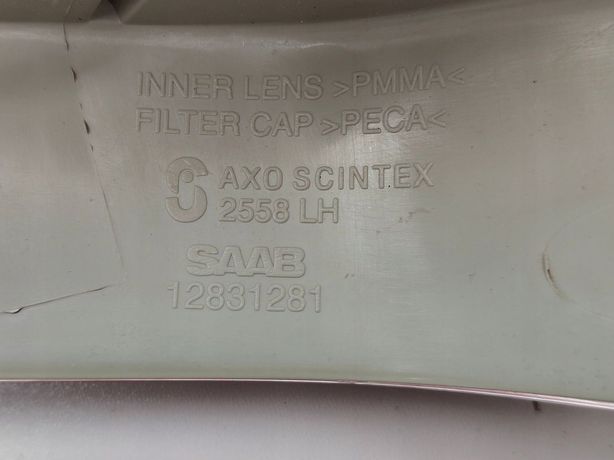 INNER LENS >PMMA<
FILTER CAP >PECA<
AXO SCINTEX
2558 LH
SAAB
12831281